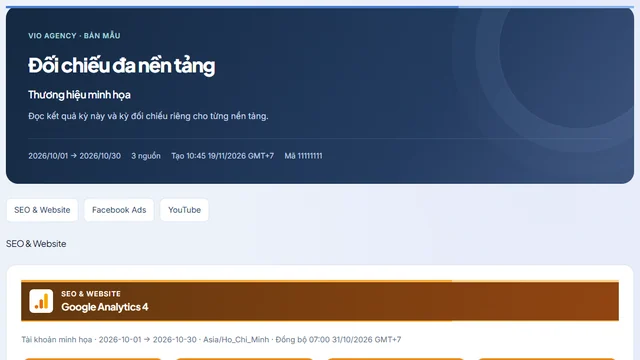 VIO AGENCY · BẢN MẪU
Đối chiếu đa nền tảng
Thương hiệu minh họa
Đọc kết quả kỳ này và kỳ đối chiếu riêng cho từng nền tảng.
2026/10/01 → 2026/10/30 3 nguồn Tạo 10:45 19/11/2026 GMT+7 Mã 11111111
SEO & Website Facebook Ads YouTube
SEO & Website
SEO & WEBSITE
Google Analytics 4
Tài khoản minh họa · 2026-10-01 → 2026-10-30 · Asia/Ho_Chi_Minh · Đồng bộ 07:00 31/10/2026 GMT+7